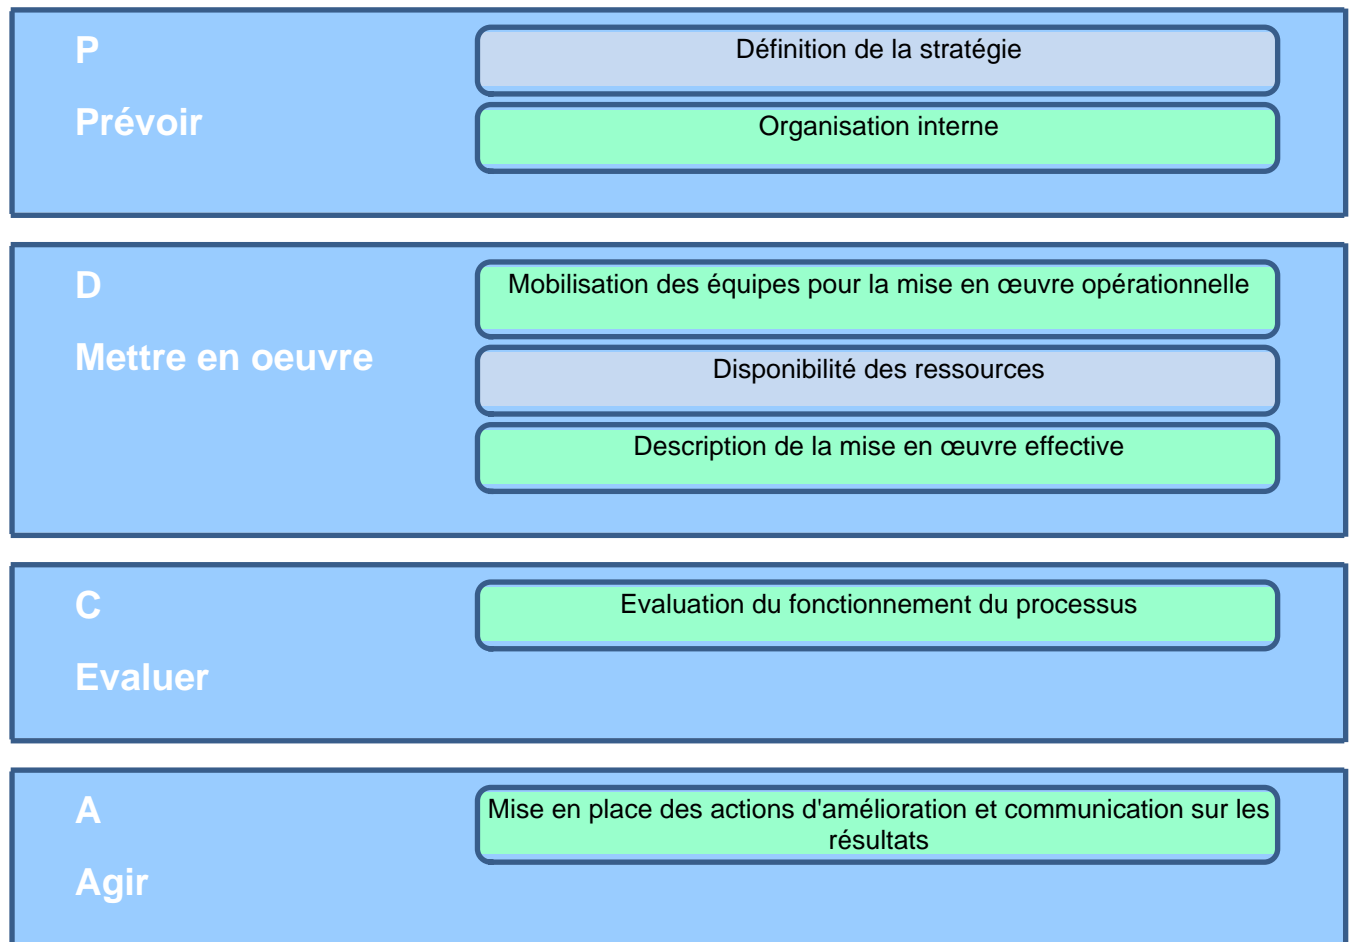 P
Prévoir
Définition de la stratégie
Organisation interne
D
Mettre en oeuvre
Mobilisation des équipes pour la mise en œuvre opérationnelle
Disponibilité des ressources
Description de la mise en œuvre effective
C
Evaluer
Evaluation du fonctionnement du processus
A
Agir
Mise en place des actions d'amélioration et communication sur les
résultats